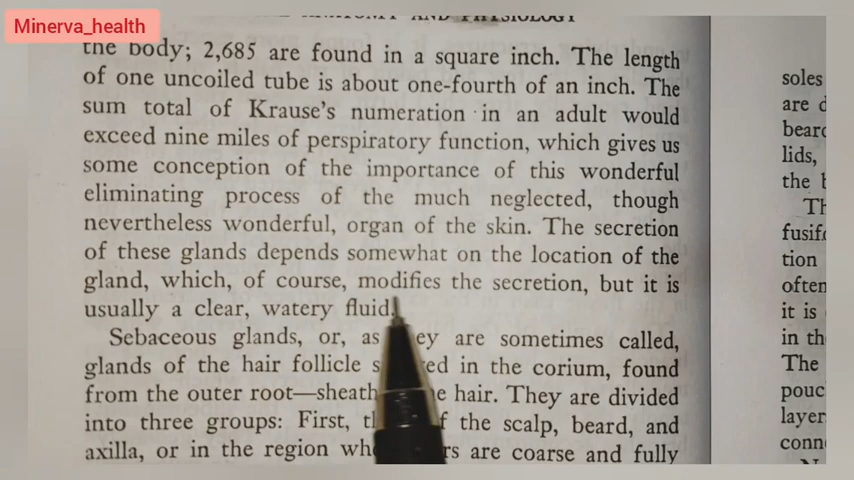 Minerva_health
ANATOMY AND PHYSIOLOGY
the body; 2,685 are found in a square inch. The length
of one uncoiled tube is about one-fourth of an inch. The
sum total of Krause's numeration in an adult would
exceed nine miles of perspiratory function, which gives us
some conception of the importance of this wonderful
eliminating process of the much neglected, though
nevertheless wonderful, organ of the skin. The secretion
of these glands depends somewhat on the location of the
gland, which, of course, modifies the secretion, but it is
usually a clear, watery fluid.
Sebaceous glands, or, as they are sometimes called,
glands of the hair follicle in the corium, found
from the outer root—sheath hair. They are divided
into three groups: First, of the scalp, beard, and
axilla, or in the region are coarse and fully
soles
are
lids,
the
fusif
tion
often
it is
in th
The
pouc
layer
conn